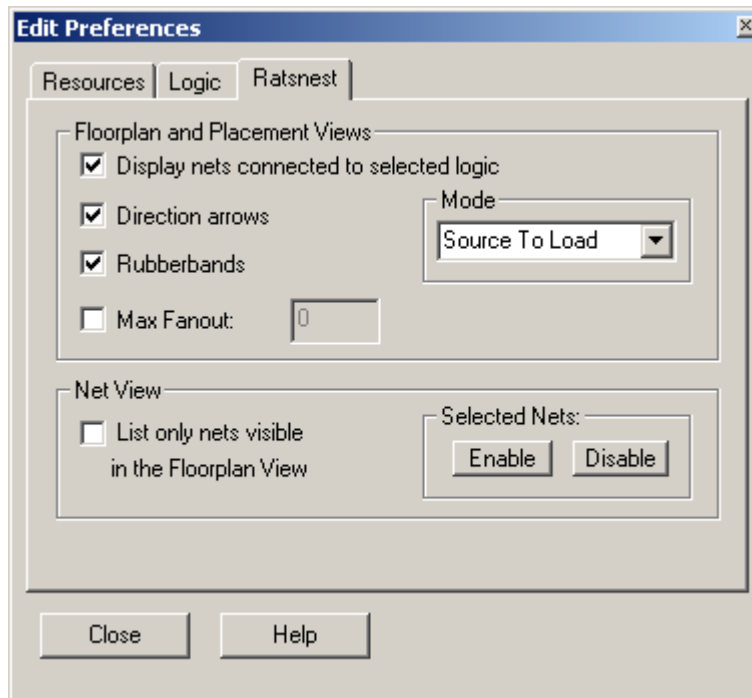 Edit Preferences
Resources Logic Ratsnest
Floorplan and Placement Views
Display nets connected to selected logic
Direction arrows
Mode
Source To Load
Rubberbands
Max Fanout: 0
Net View
List only nets visible
in the Floorplan View
Selected Nets:
Enable Disable
Close Help